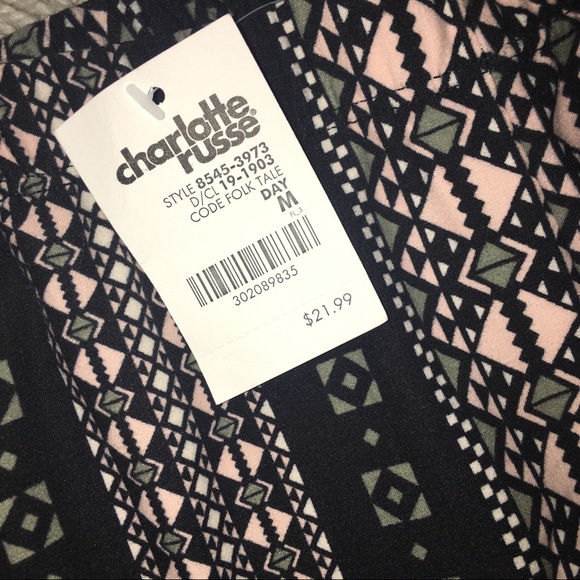 charlotte
russe®
STYLE 8545-3973
D/CL 19-1903
CODE FOLK TALE
DAY
M
302089835
$21.99